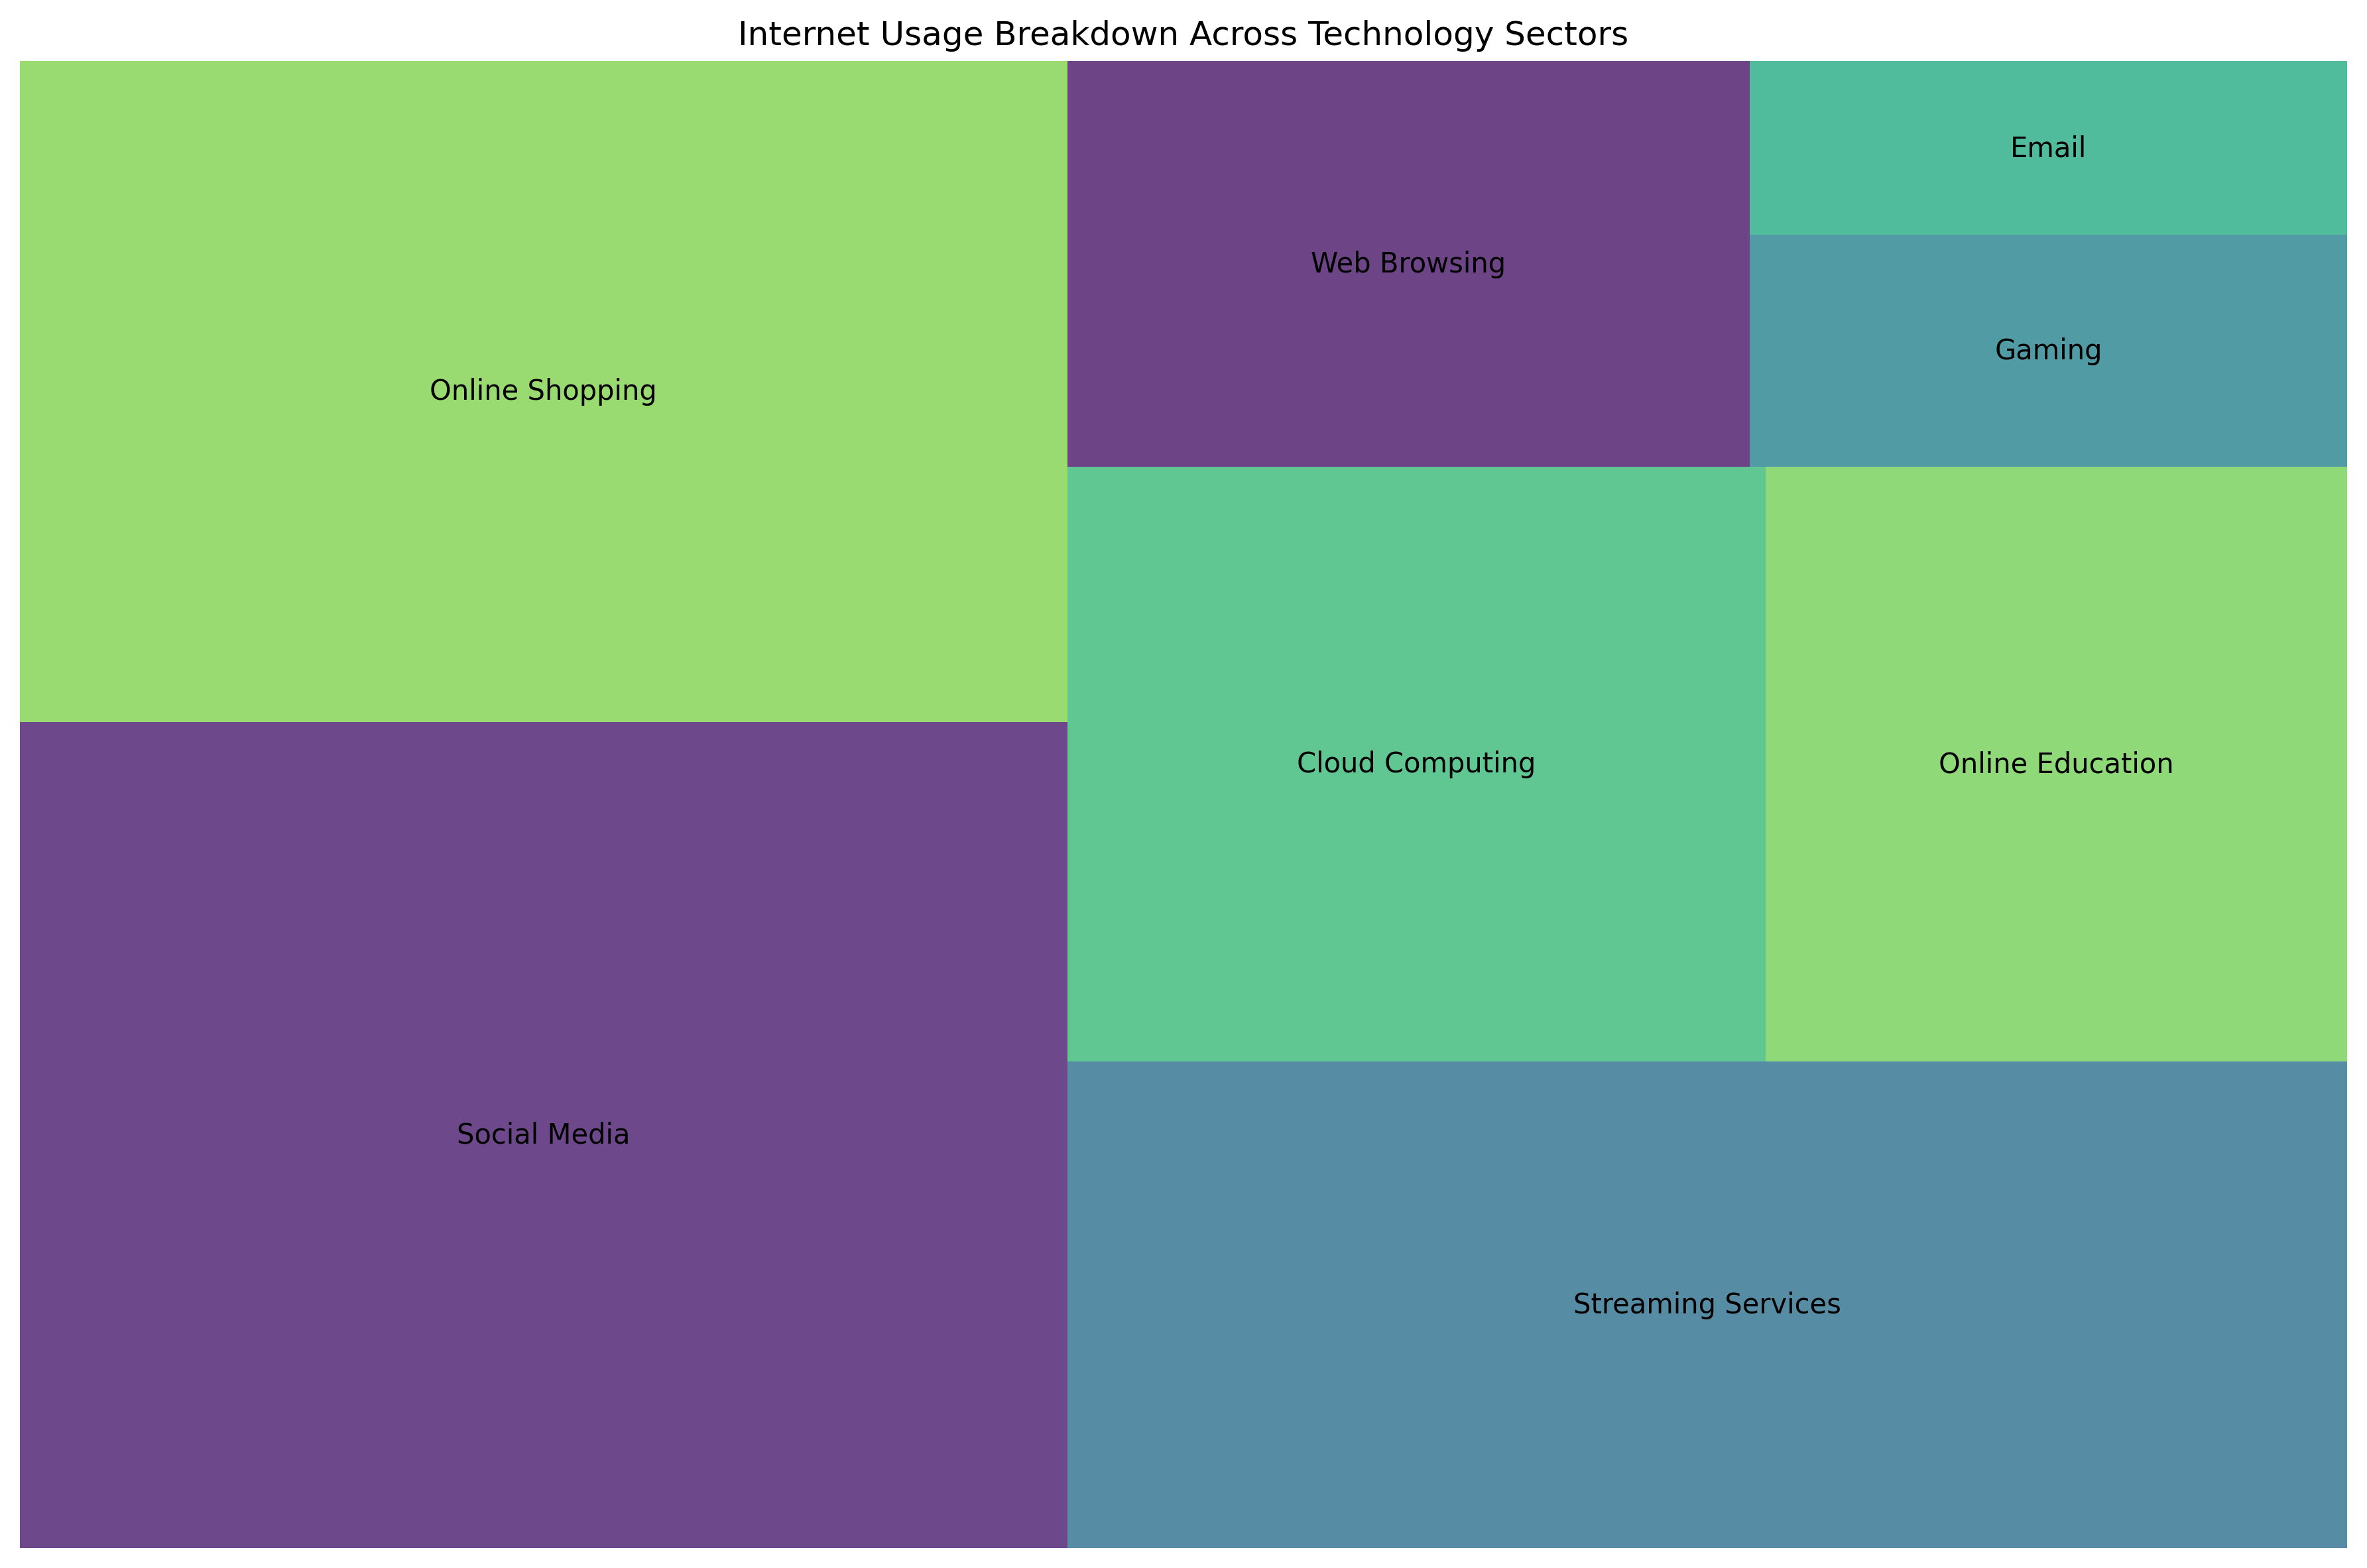 Internet Usage Breakdown Across Technology Sectors
Email
Web Browsing
Gaming
Online Shopping
Cloud Computing
Online Education
Social Media
Streaming Services